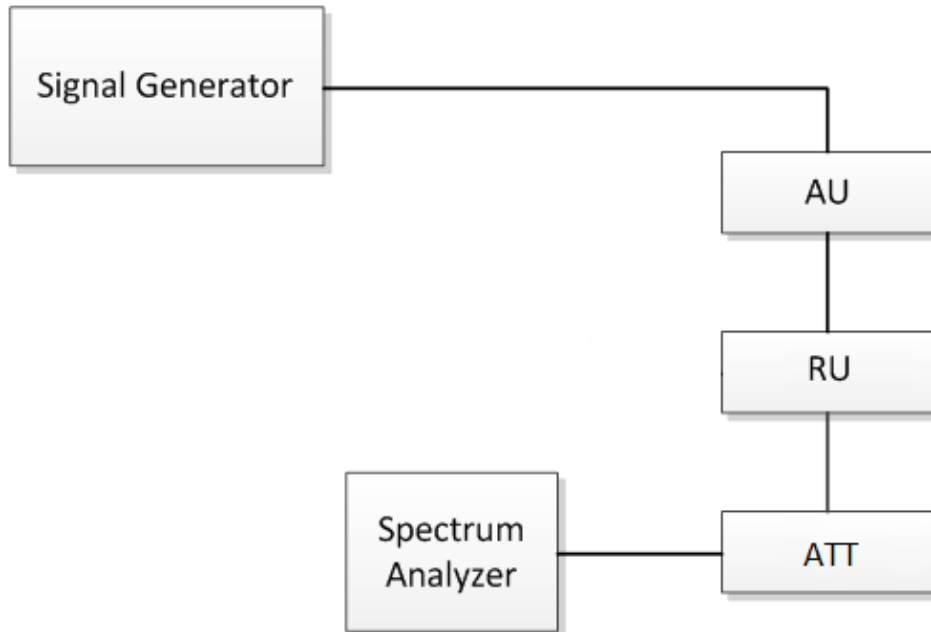 Signal Generator
AU
RU
Spectrum
Analyzer
ATT